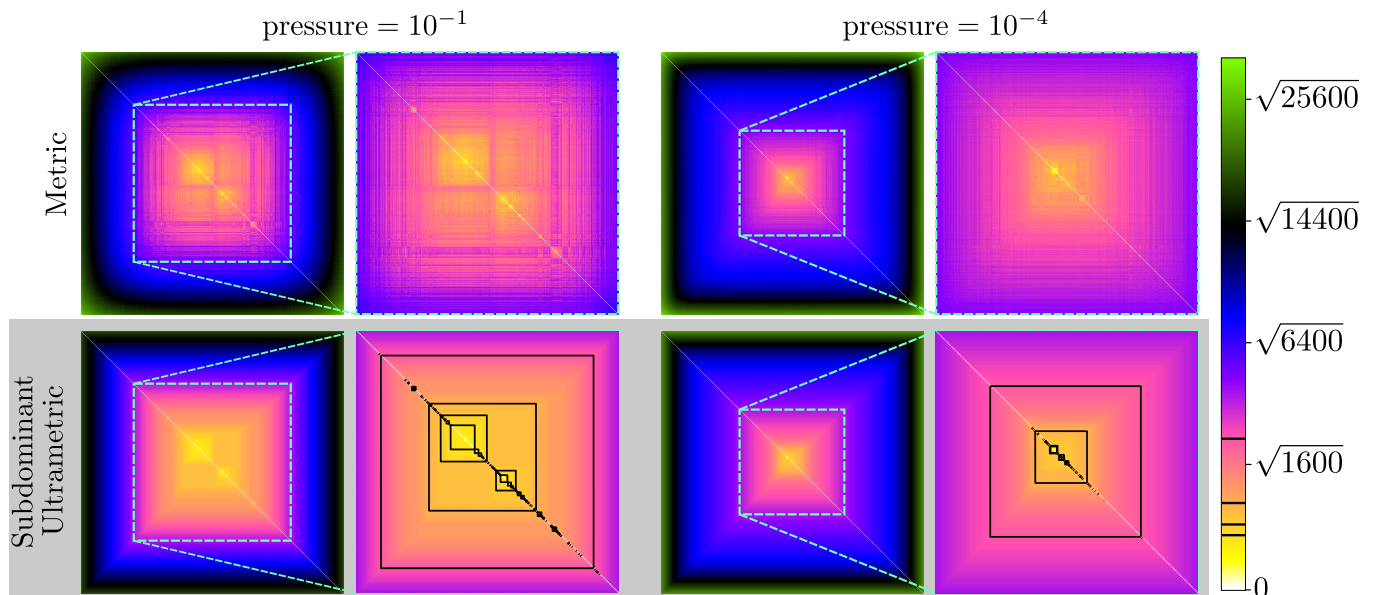 pressure = 10⁻¹
pressure = 10⁻⁴
Metric
Subdominant
Ultrametric
√25600
√14400
√6400
√1600
0